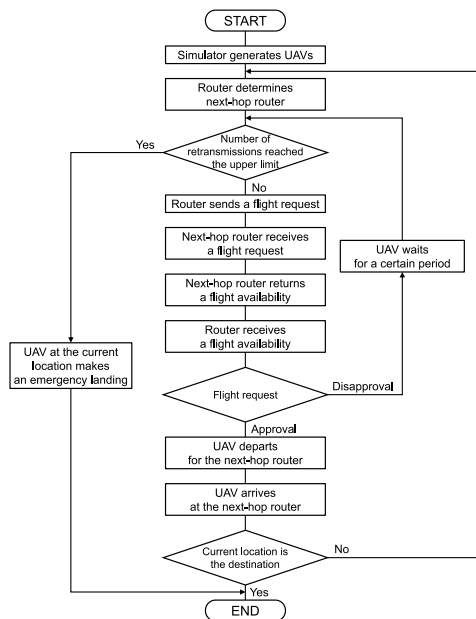 START
Simulator generates UAVs
Router determines
next-hop router
Number of
retransmissions reached
the upper limit
Yes
No
Router sends a flight request
Next-hop router receives
a flight request
UAV waits
for a certain period
Next-hop router returns
a flight availability
Router receives
a flight availability
UAV at the current
location makes
an emergency landing
Flight request
Disapproval
Approval
UAV departs
for the next-hop router
UAV arrives
at the next-hop router
Current location is
the destination
No
Yes
END